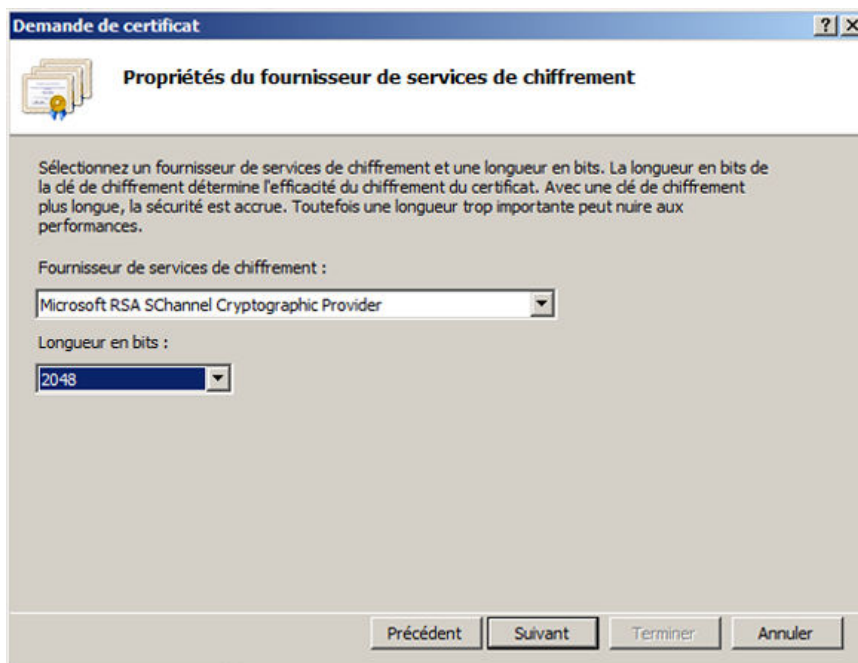 Demande de certificat
Propriétés du fournisseur de services de chiffrement
Sélectionnez un fournisseur de services de chiffrement et une longueur en bits. La longueur en bits de
la clé de chiffrement détermine l'efficacité du chiffrement du certificat. Avec une clé de chiffrement
plus longue, la sécurité est accrue. Toutefois une longueur trop importante peut nuire aux
performances.
Fournisseur de services de chiffrement :
Microsoft RSA SChannel Cryptographic Provider
Longueur en bits :
2048
Précédent Suivant Terminer Annuler